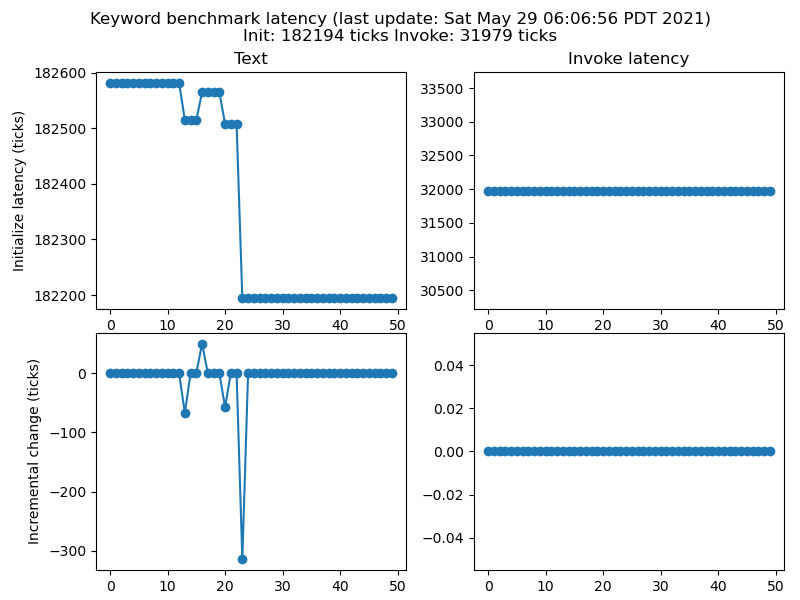 Keyword benchmark latency (last update: Sat May 29 06:06:56 PDT 2021)
Init: 182194 ticks Invoke: 31979 ticks
Text
Invoke latency
Initialize latency (ticks)
182600
182500
182400
182300
182200
0 10 20 30 40 50
33500
33000
32500
32000
31500
31000
30500
0 10 20 30 40 50
Incremental change (ticks)
0
−100
−200
−300
0 10 20 30 40 50
0.04
0.02
0.00
−0.02
−0.04
0 10 20 30 40 50